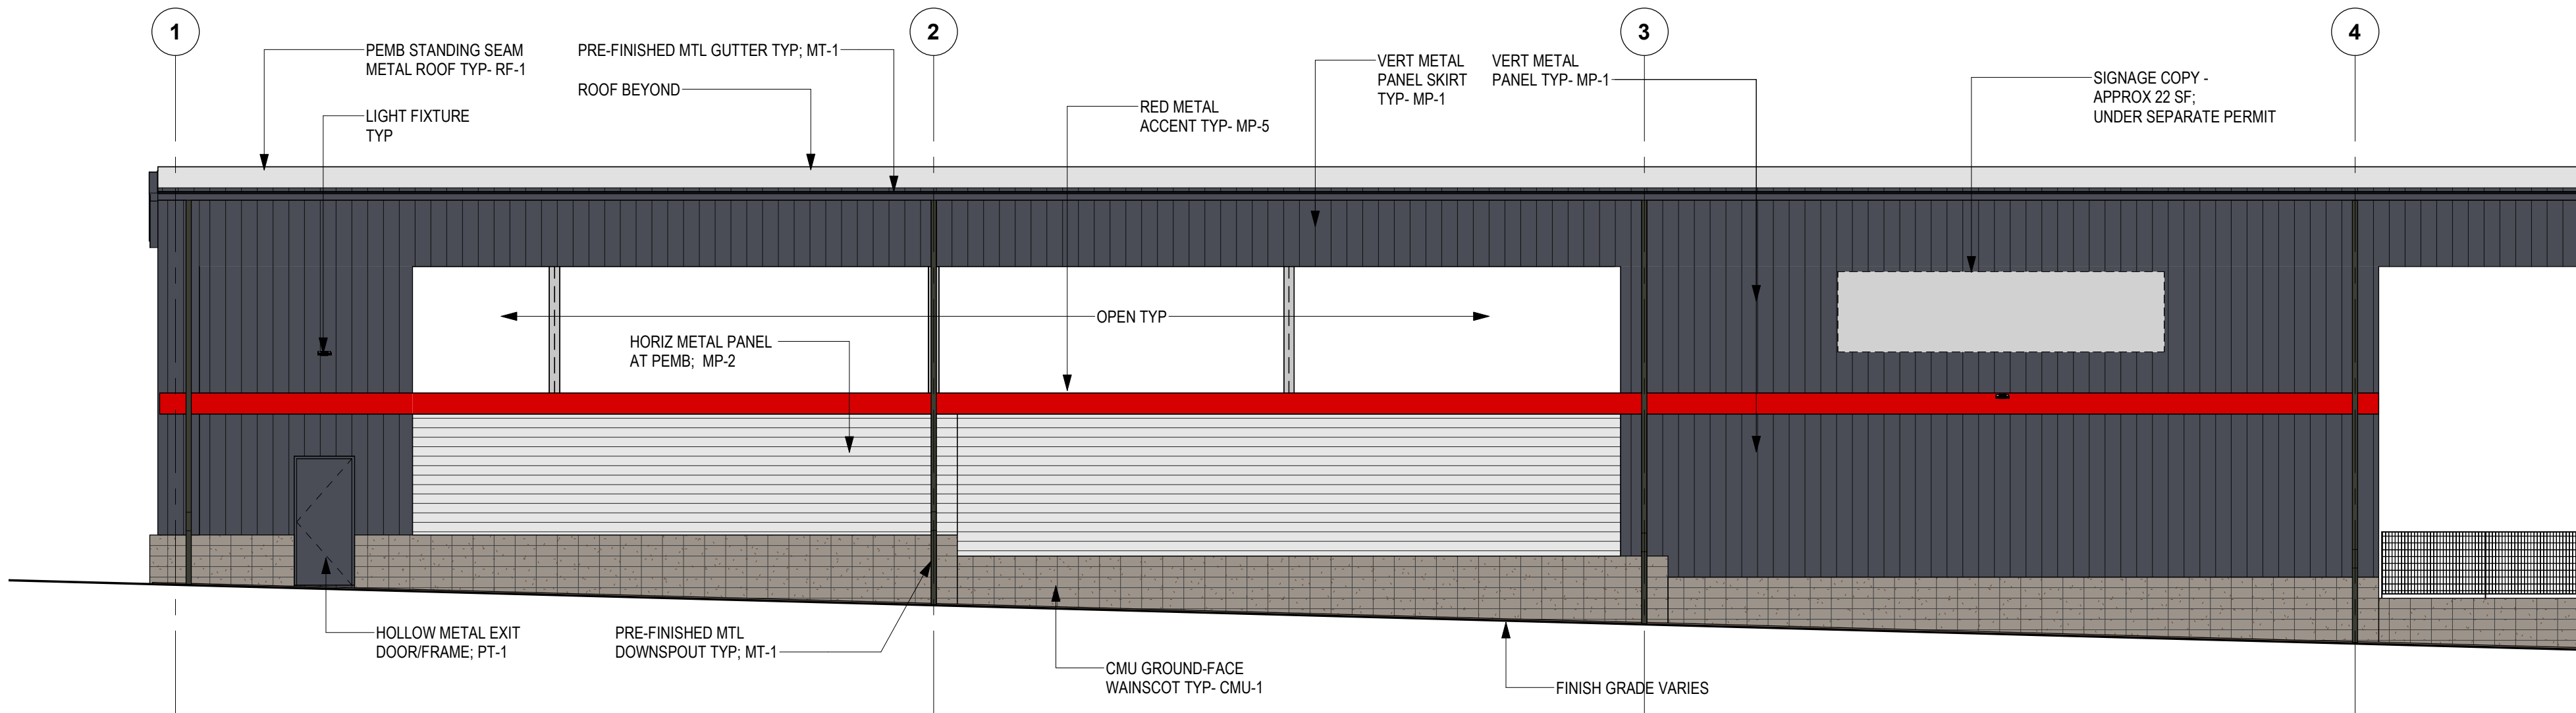 1
2
3
4
PEMB STANDING SEAM
METAL ROOF TYP- RF-1
PRE-FINISHED MTL GUTTER TYP; MT-1
ROOF BEYOND
LIGHT FIXTURE
TYP
RED METAL
ACCENT TYP- MP-5
VERT METAL
PANEL SKIRT
TYP- MP-1
VERT METAL
PANEL TYP- MP-1
SIGNAGE COPY -
APPROX 22 SF;
UNDER SEPARATE PERMIT
OPEN TYP
HORIZ METAL PANEL
AT PEMB;  MP-2
HOLLOW METAL EXIT
DOOR/FRAME; PT-1
PRE-FINISHED MTL
DOWNSPOUT TYP; MT-1
CMU GROUND-FACE
WAINSCOT TYP- CMU-1
FINISH GRADE VARIES